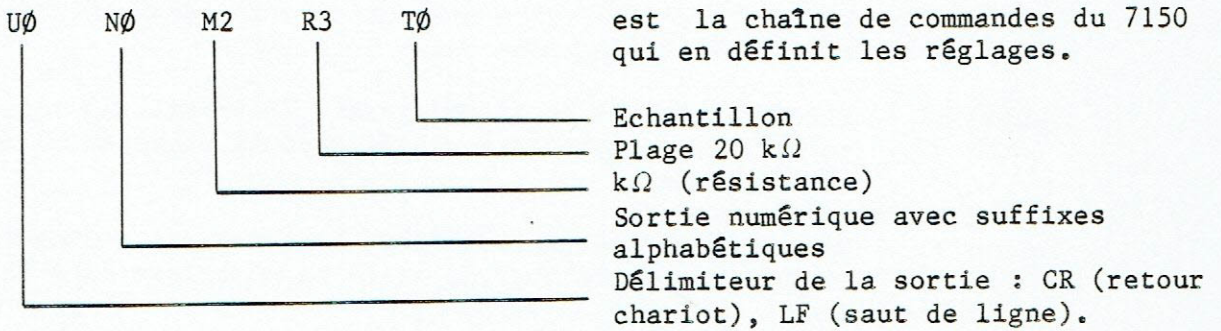 UØ NØ M2 R3 TØ est la chaîne de commandes du 7150
qui en définit les réglages.
Echantillon
Plage 20 kΩ
kΩ (résistance)
Sortie numérique avec suffixes
alphabétiques
Délimiteur de la sortie : CR (retour
chariot), LF (saut de ligne).